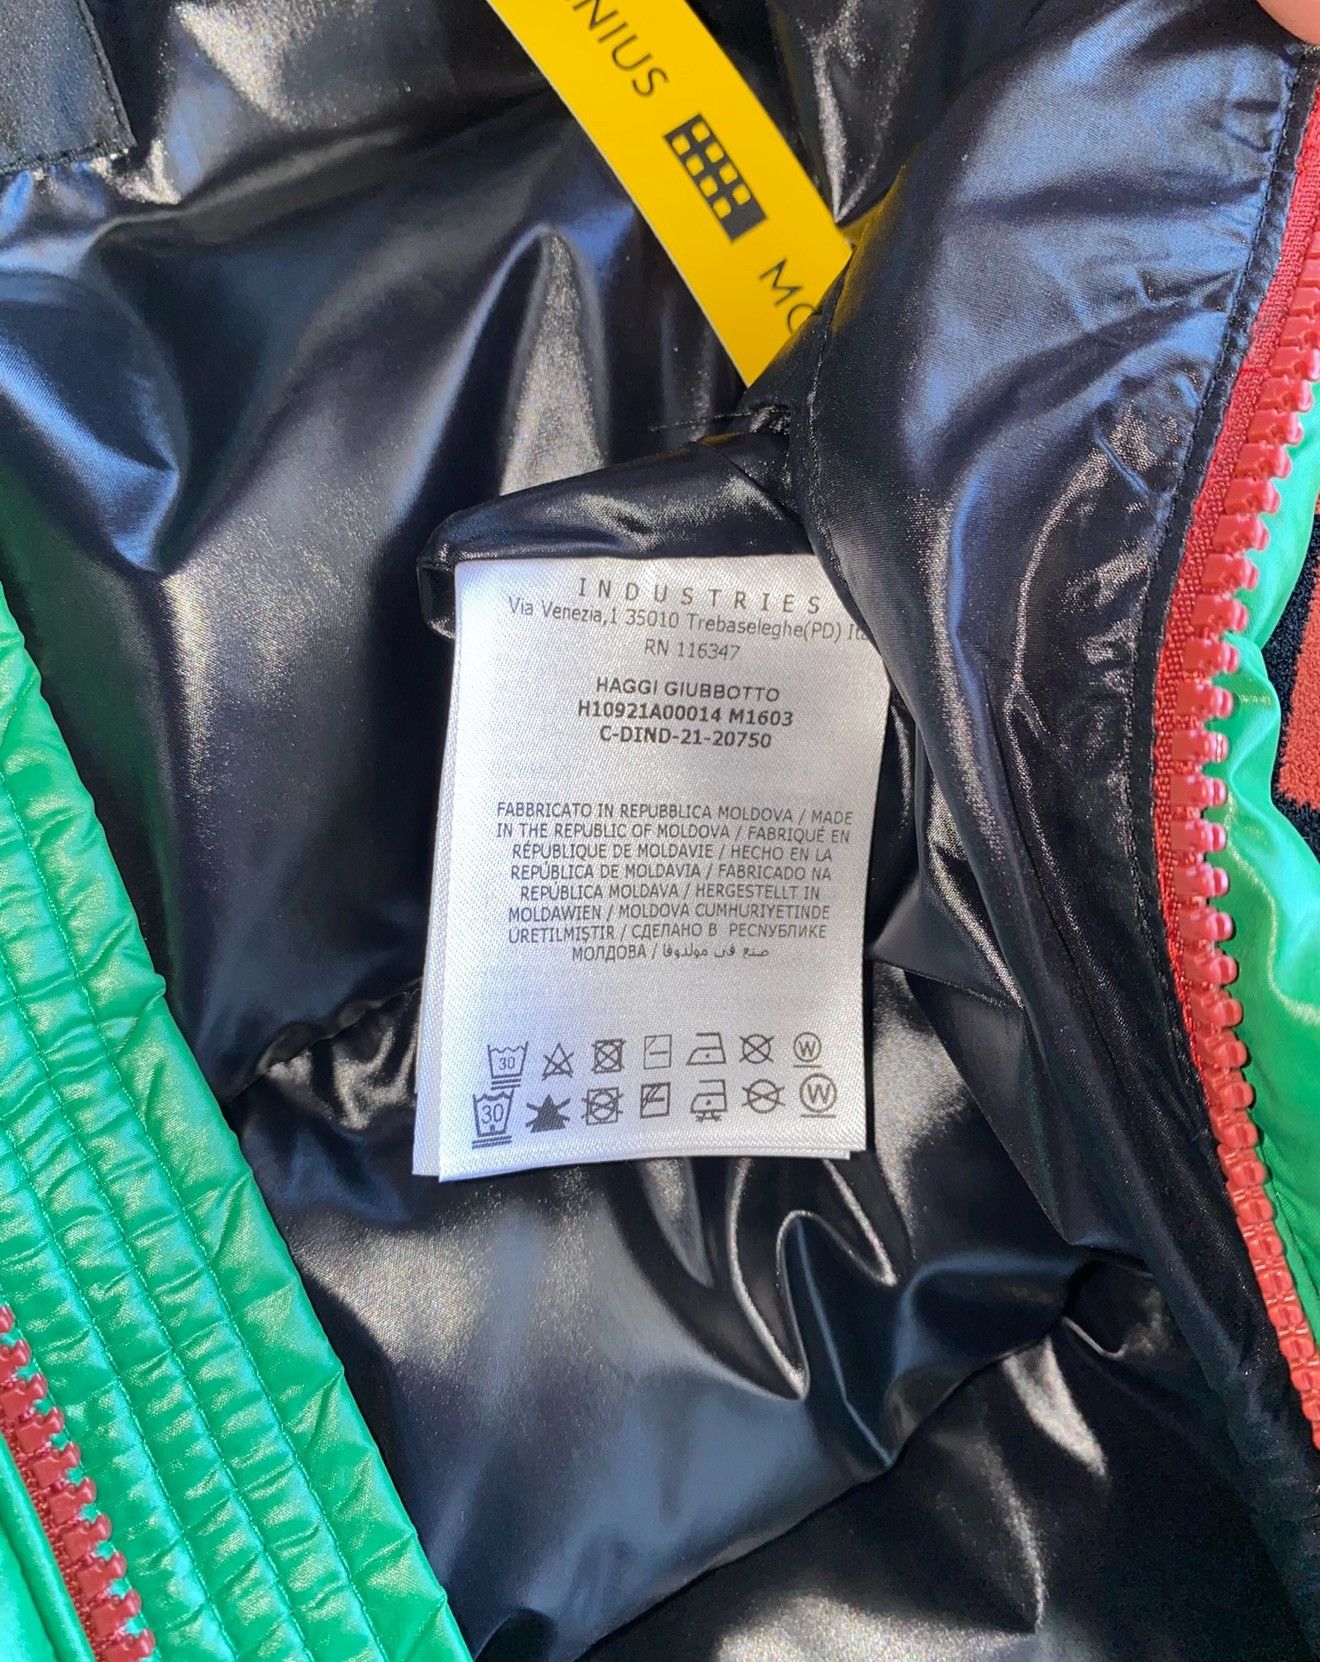 NIUS
MO
INDUSTRIES
Via Venezia,1 35010 Trebaseleghe(PD) It
RN 116347
HAGGI GIUBBOTTO
H10921A00014 M1603
C-DIND-21-20750
FABBRICATO IN REPUBBLICA MOLDOVA / MADE
IN THE REPUBLIC OF MOLDOVA / FABRIQUÉ EN
RÉPUBLIQUE DE MOLDAVIE / HECHO EN LA
REPÚBLICA DE MOLDAVIA / FABRICADO NA
REPÚBLICA MOLDAVA / HERGESTELLT IN
MOLDAWIEN / MOLDOVA CUMHURIYETINDE
ÜRETILMIŞTIR / СДЕЛАНО В РЕСПУБЛИКЕ
МОЛДОВА / صنع في مولدوفا
30 W
30 W